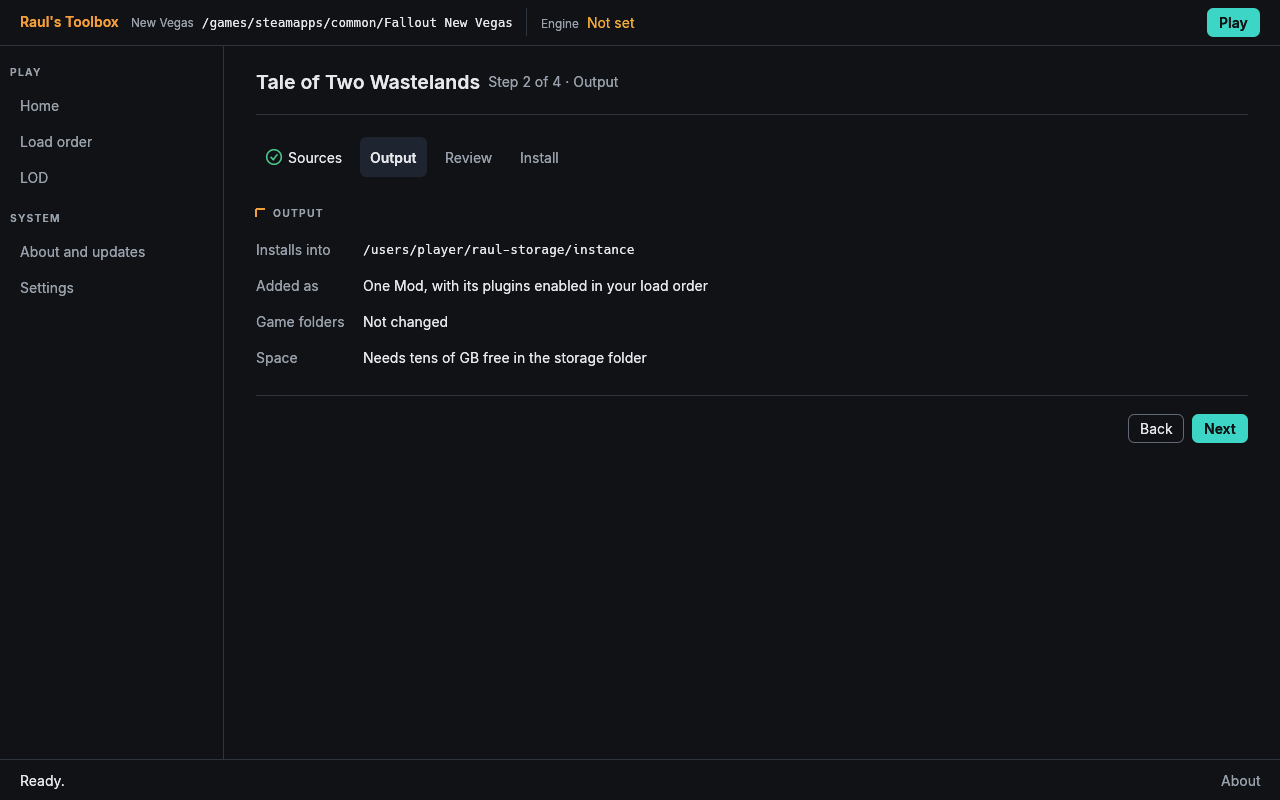 Raul's Toolbox New Vegas /games/steamapps/common/Fallout New Vegas Engine Not set Play
PLAY
Home
Load order
LOD
SYSTEM
About and updates
Settings
Tale of Two Wastelands Step 2 of 4 · Output
Sources Output Review Install
OUTPUT
Installs into /users/player/raul-storage/instance
Added as One Mod, with its plugins enabled in your load order
Game folders Not changed
Space Needs tens of GB free in the storage folder
Back Next
Ready. About